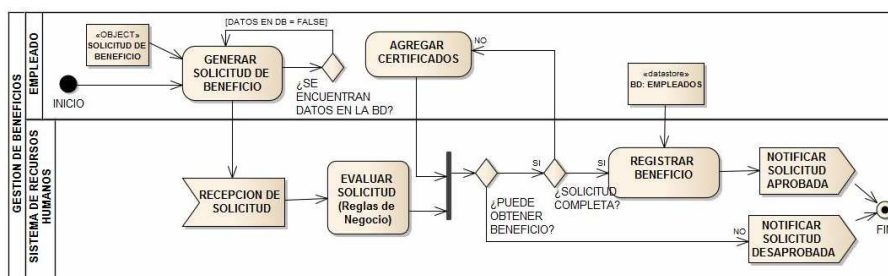 GESTION DE BENEFICIOS
EMPLEADO
«OBJECT»
SOLICITUD DE
BENEFICIO
INICIO
[DATOS EN DB = FALSE]
GENERAR
SOLICITUD DE
BENEFICIO
¿SE
ENCUENTRAN
DATOS EN LA BD?
AGREGAR
CERTIFICADOS
NO
«datastore»
BD: EMPLEADOS
SISTEMA DE RECURSOS
HUMANOS
RECEPCION DE
SOLICITUD
EVALUAR
SOLICITUD
(Reglas de
Negocio)
¿PUEDE
OBTENER
BENEFICIO?
SI
¿SOLICITUD
COMPLETA?
SI
REGISTRAR
BENEFICIO
NOTIFICAR
SOLICITUD
APROBADA
NO
NOTIFICAR
SOLICITUD
DESAPROBADA
FIN